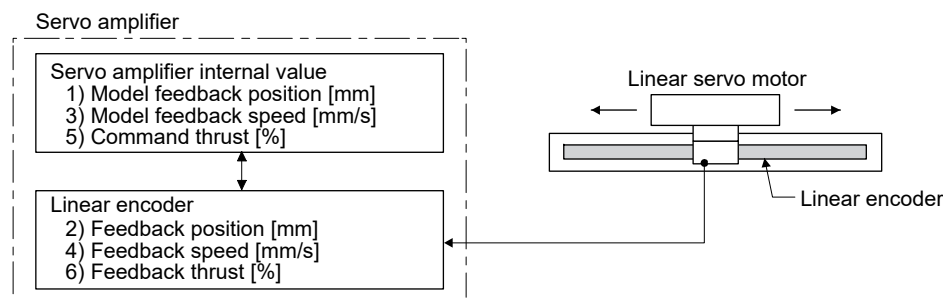 Servo amplifier
Servo amplifier internal value
1) Model feedback position [mm]
3) Model feedback speed [mm/s]
5) Command thrust [%]
Linear encoder
2) Feedback position [mm]
4) Feedback speed [mm/s]
6) Feedback thrust [%]
Linear servo motor
Linear encoder